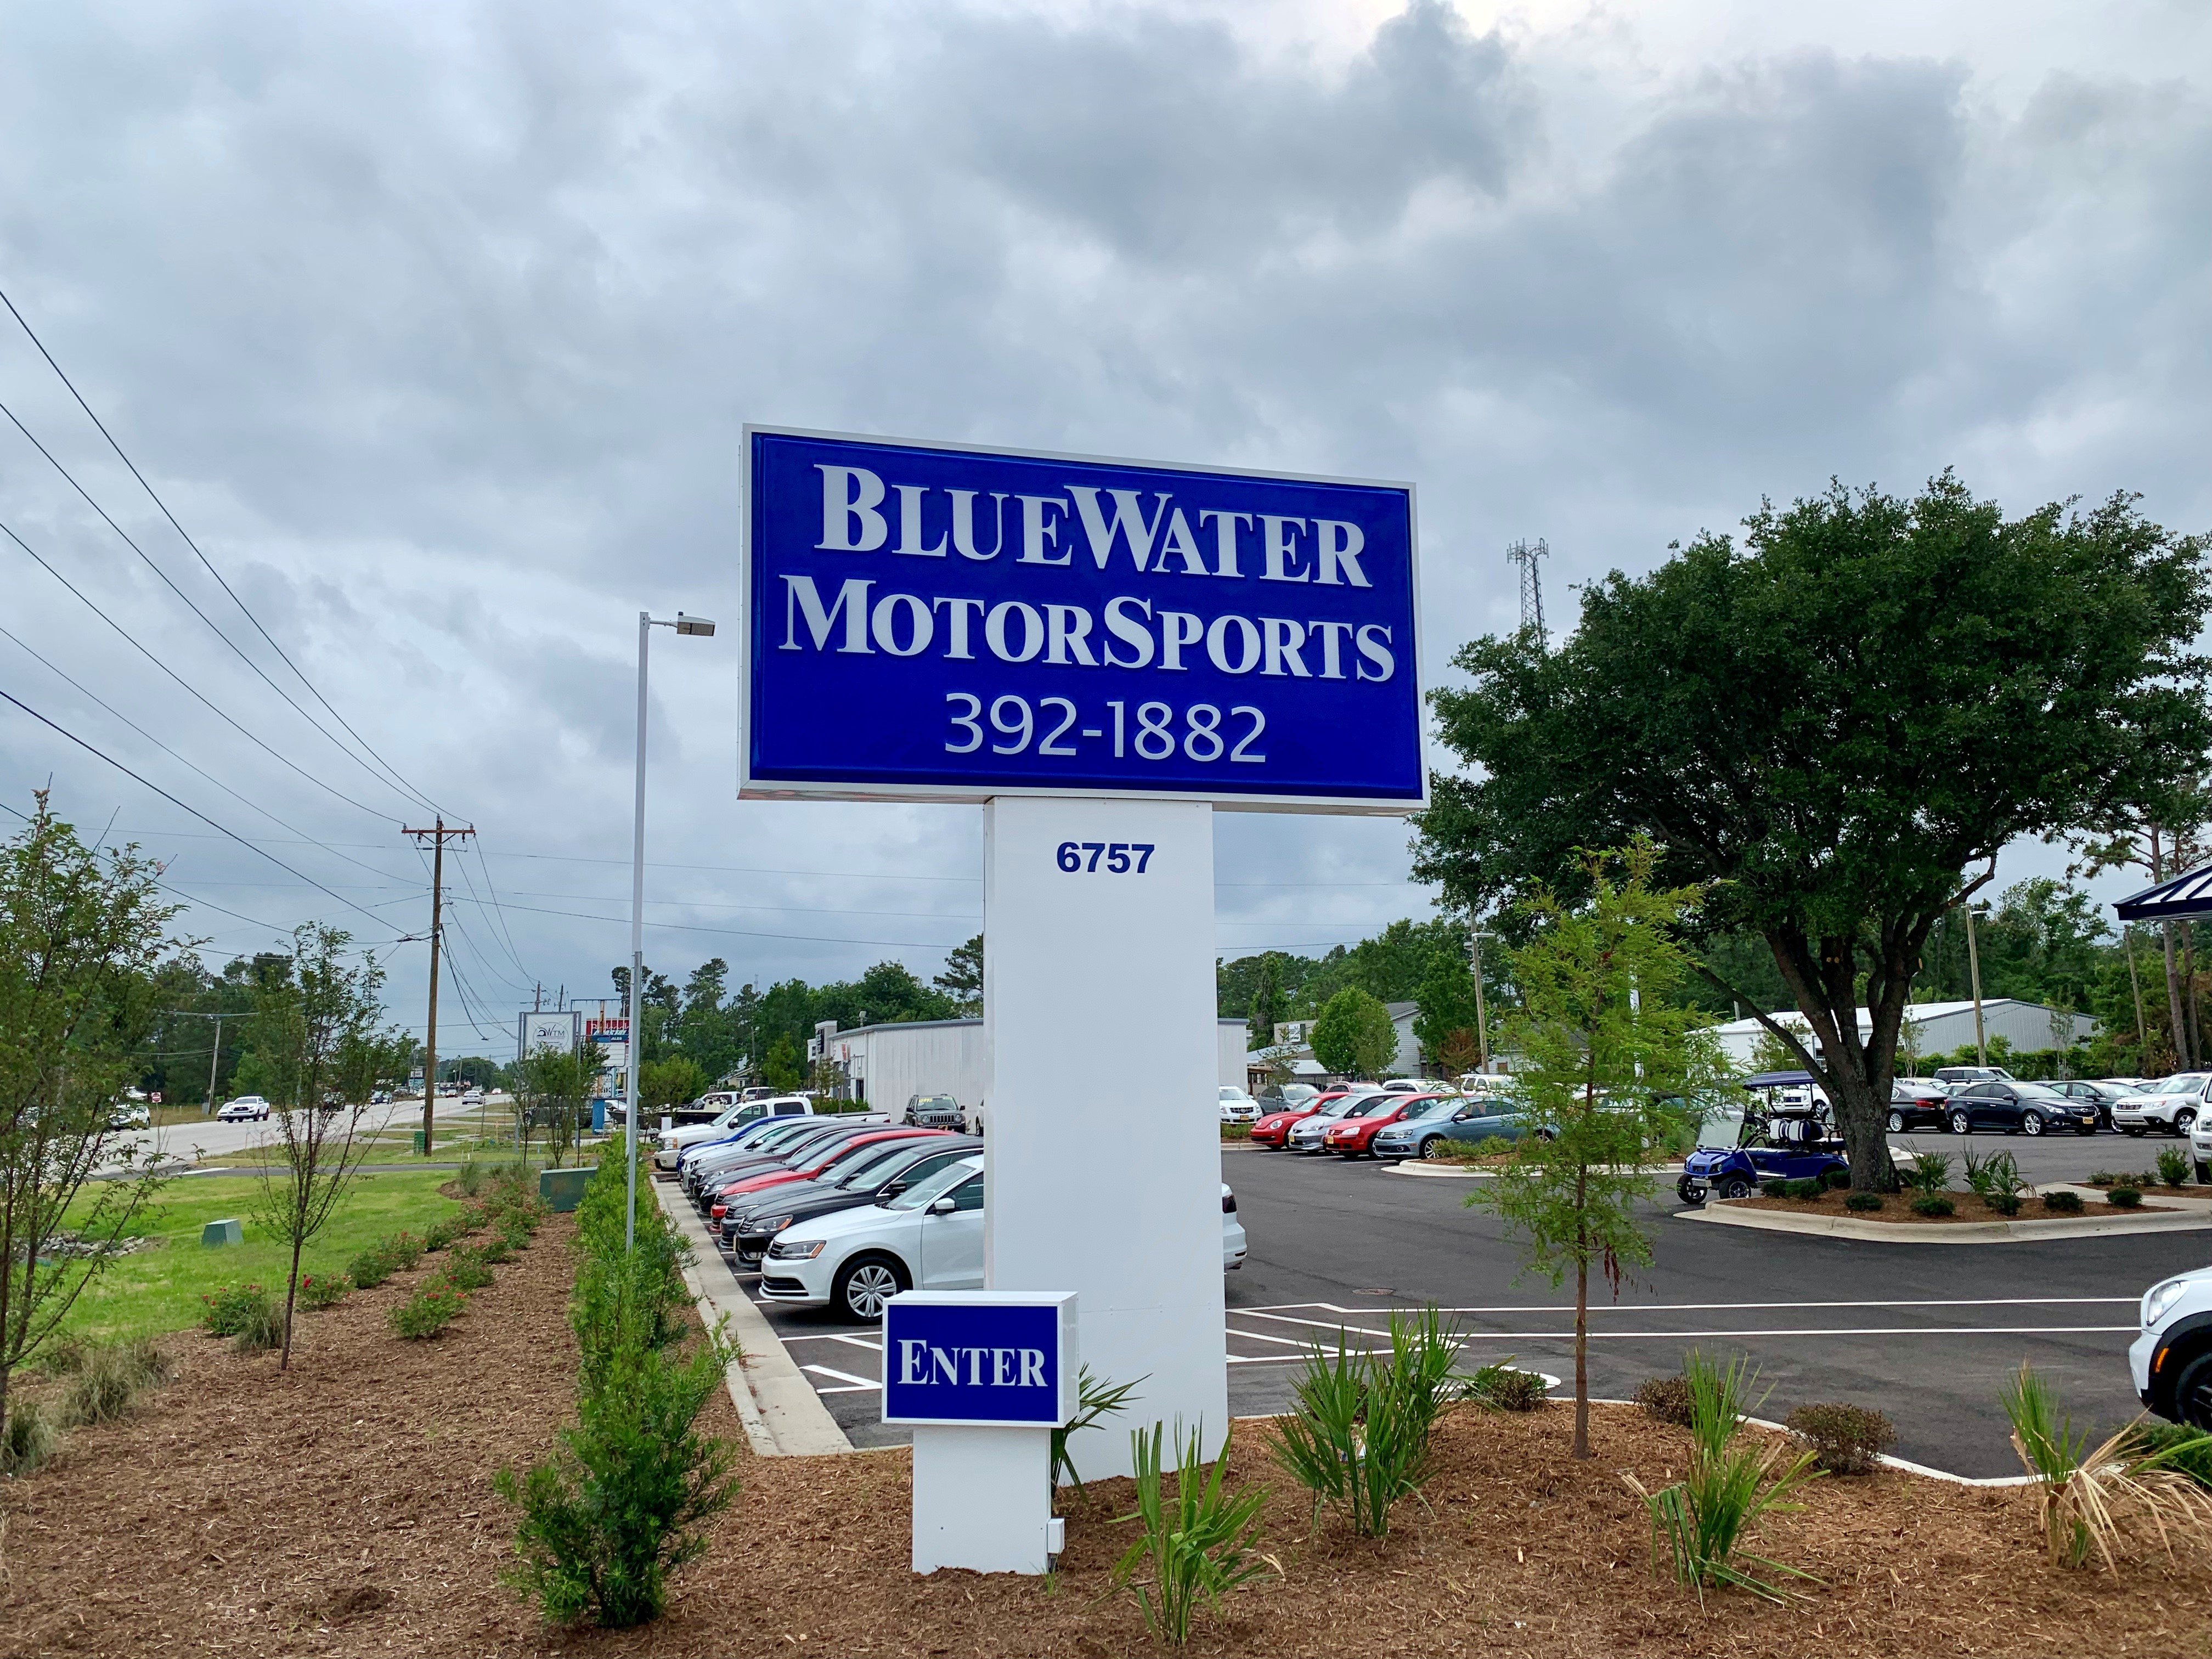 BLUEWATER
MOTORSPORTS
392-1882
6757
ENTER